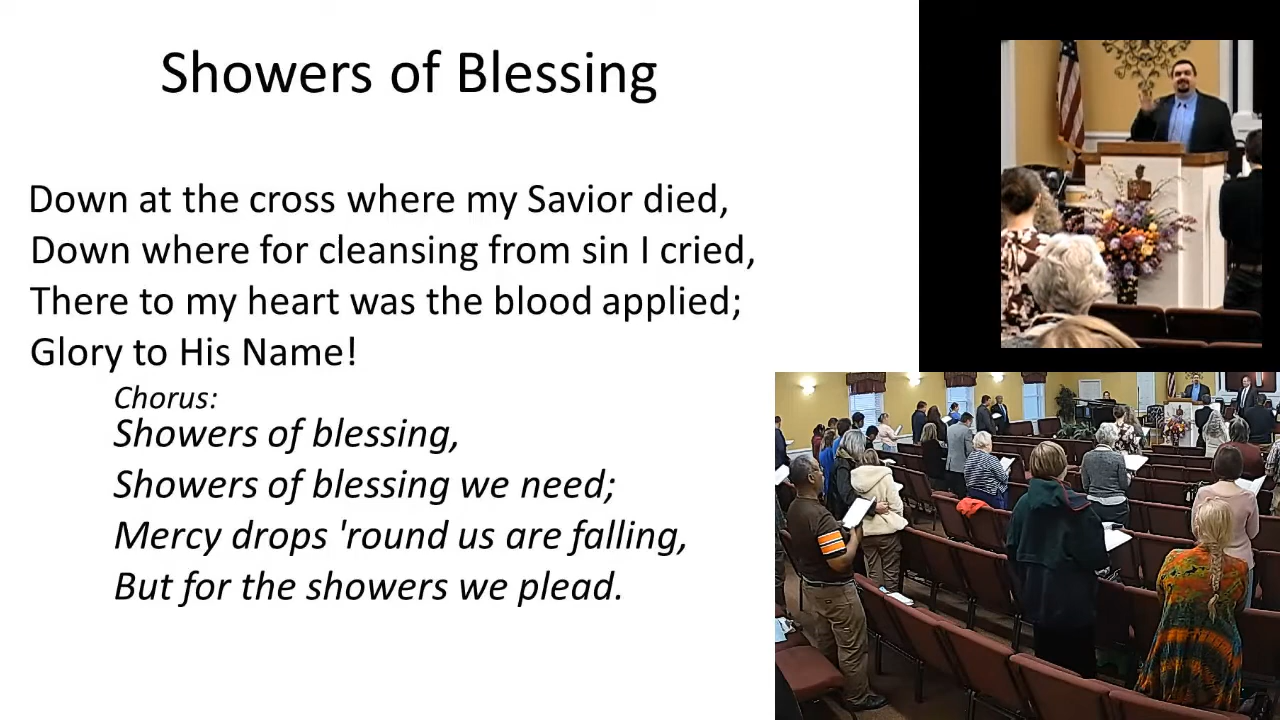 Showers of Blessing
Down at the cross where my Savior died,
Down where for cleansing from sin I cried,
There to my heart was the blood applied;
Glory to His Name!
Chorus:
Showers of blessing,
Showers of blessing we need;
Mercy drops 'round us are falling,
But for the showers we plead.